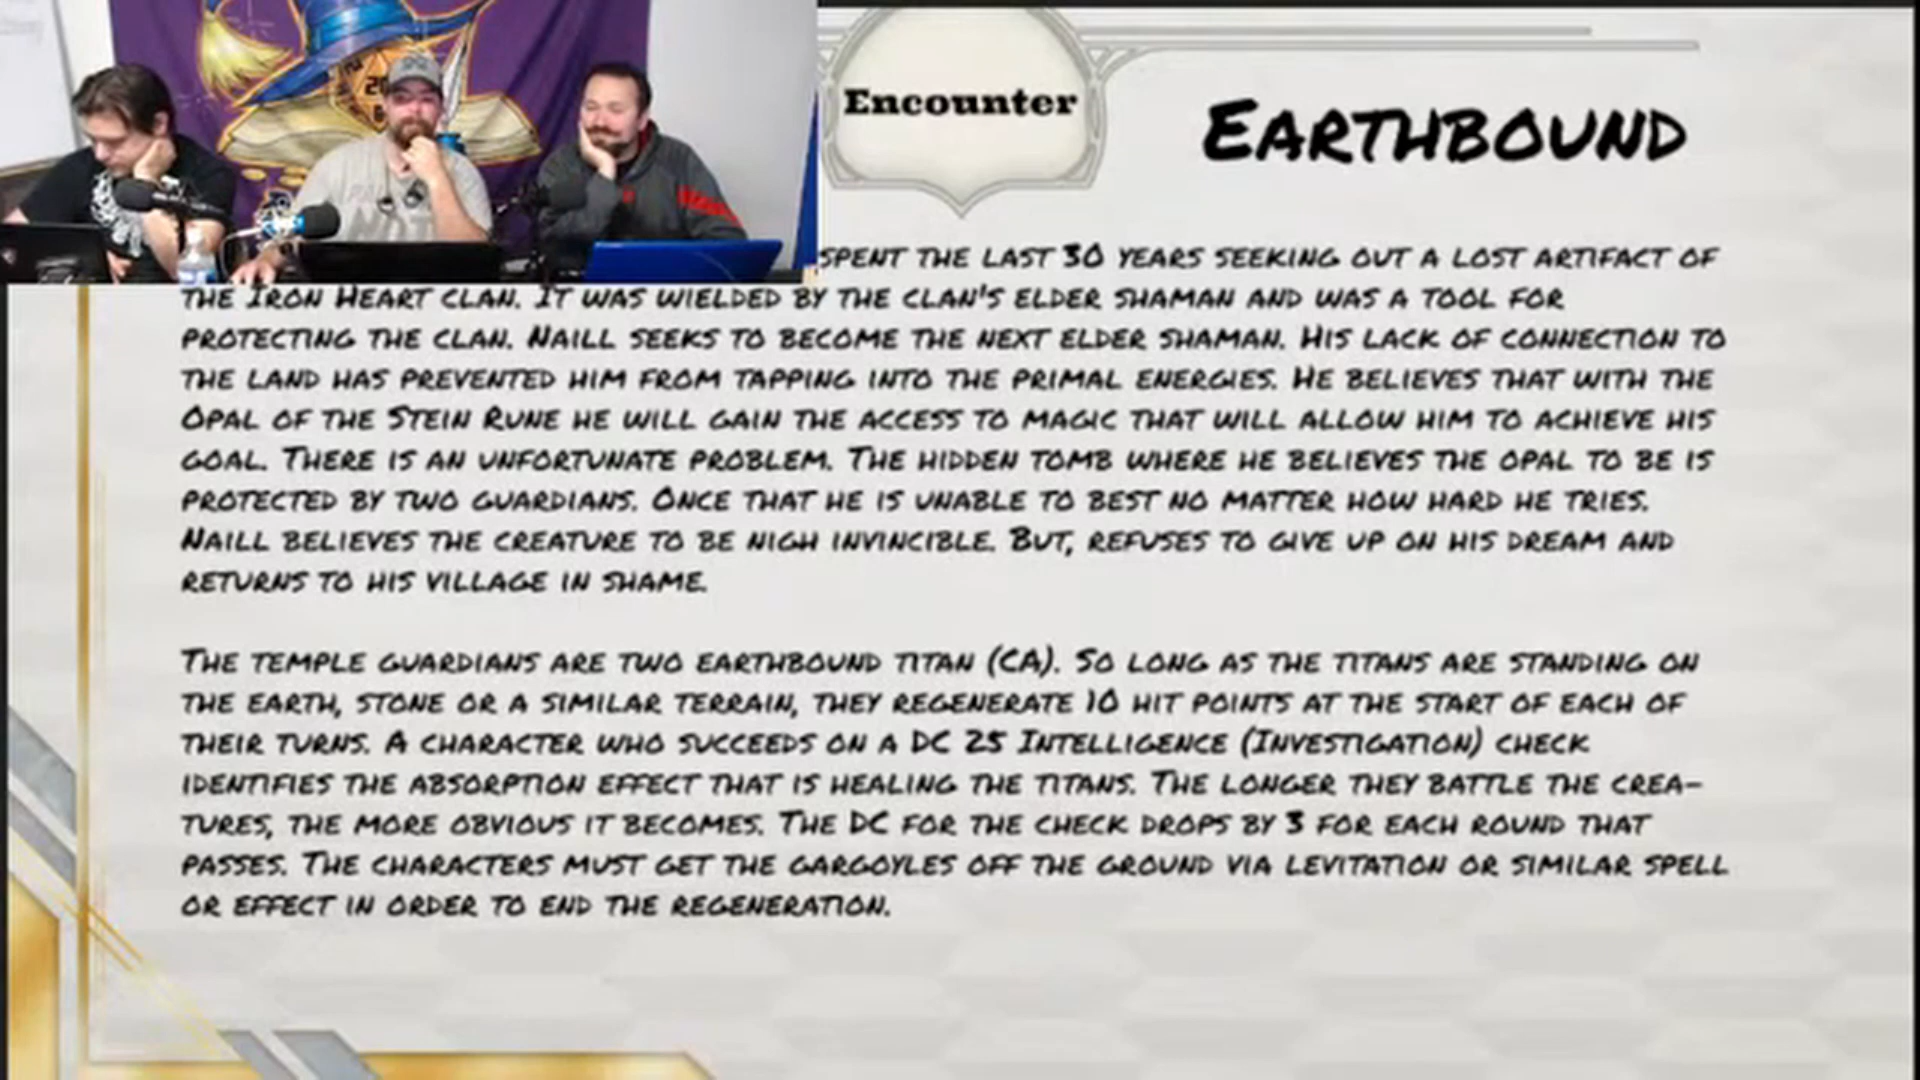 Encounter
EARTHBOUND
SPENT THE LAST 30 YEARS SEEKING OUT A LOST ARTIFACT OF
THE IRON HEART CLAN. IT WAS WIELDED BY THE CLAN'S ELDER SHAMAN AND WAS A TOOL FOR
PROTECTING THE CLAN. NAILL SEEKS TO BECOME THE NEXT ELDER SHAMAN. HIS LACK OF CONNECTION TO
THE LAND HAS PREVENTED HIM FROM TAPPING INTO THE PRIMAL ENERGIES. HE BELIEVES THAT WITH THE
OPAL OF THE STEIN RUNE HE WILL GAIN THE ACCESS TO MAGIC THAT WILL ALLOW HIM TO ACHIEVE HIS
GOAL. THERE IS AN UNFORTUNATE PROBLEM. THE HIDDEN TOMB WHERE HE BELIEVES THE OPAL TO BE IS
PROTECTED BY TWO GUARDIANS. ONCE THAT HE IS UNABLE TO BEST NO MATTER HOW HARD HE TRIES.
NAILL BELIEVES THE CREATURE TO BE NIGH INVINCIBLE. BUT, REFUSES TO GIVE UP ON HIS DREAM AND
RETURNS TO HIS VILLAGE IN SHAME.
THE TEMPLE GUARDIANS ARE TWO EARTHBOUND TITAN (CA). SO LONG AS THE TITANS ARE STANDING ON
THE EARTH, STONE OR A SIMILAR TERRAIN, THEY REGENERATE 10 HIT POINTS AT THE START OF EACH OF
THEIR TURNS. A CHARACTER WHO SUCCEEDS ON A DC 25 INTELLIGENCE (INVESTIGATION) CHECK
IDENTIFIES THE ABSORPTION EFFECT THAT IS HEALING THE TITANS. THE LONGER THEY BATTLE THE CREA-
TURES, THE MORE OBVIOUS IT BECOMES. THE DC FOR THE CHECK DROPS BY 3 FOR EACH ROUND THAT
PASSES. THE CHARACTERS MUST GET THE GARGOYLES OFF THE GROUND VIA LEVITATION OR SIMILAR SPELL
OR EFFECT IN ORDER TO END THE REGENERATION.